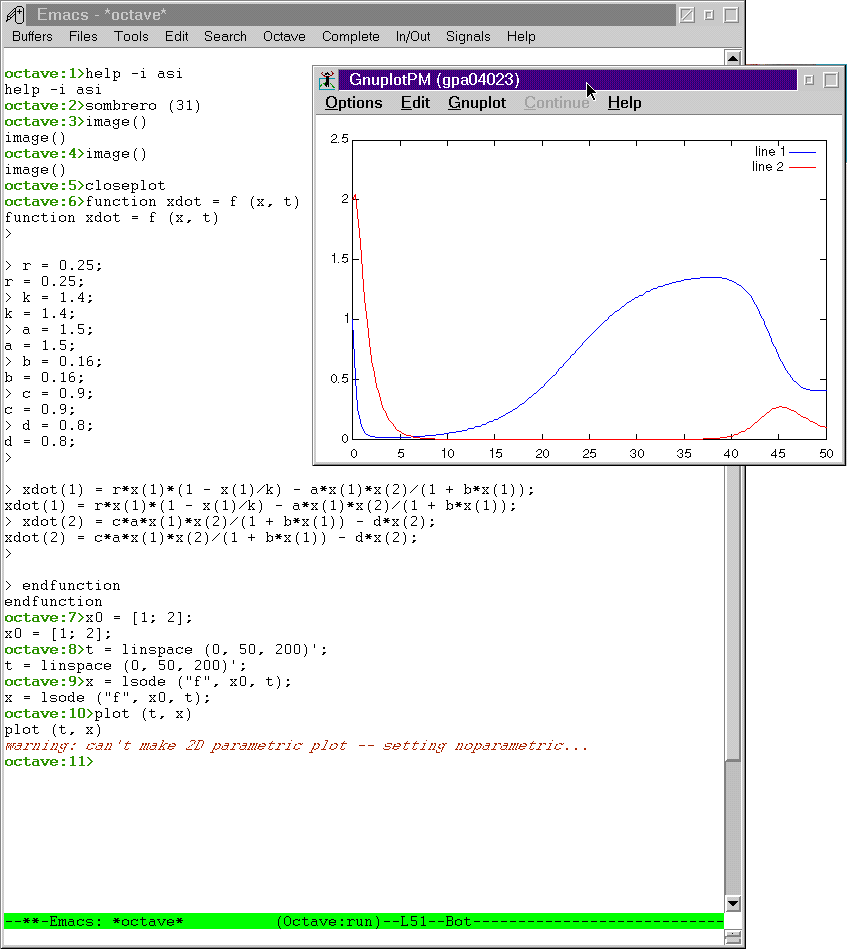 Emacs - *octave*
Buffers Files Tools Edit Search Octave Complete In/Out Signals Help
octave:1>help -i asi
help -i asi
octave:2>sombrero (31)
octave:3>image()
image()
octave:4>image()
image()
octave:5>closeplot
octave:6>function xdot = f (x, t)
function xdot = f (x, t)
>
> r = 0.25;
r = 0.25;
> k = 1.4;
k = 1.4;
> a = 1.5;
a = 1.5;
> b = 0.16;
b = 0.16;
> c = 0.9;
c = 0.9;
> d = 0.8;
d = 0.8;
>
> xdot(1) = r*x(1)*(1 - x(1)/k) - a*x(1)*x(2)/(1 + b*x(1));
xdot(1) = r*x(1)*(1 - x(1)/k) - a*x(1)*x(2)/(1 + b*x(1));
> xdot(2) = c*a*x(1)*x(2)/(1 + b*x(1)) - d*x(2);
xdot(2) = c*a*x(1)*x(2)/(1 + b*x(1)) - d*x(2);
>
> endfunction
endfunction
octave:7>x0 = [1; 2];
x0 = [1; 2];
octave:8>t = linspace (0, 50, 200)';
t = linspace (0, 50, 200)';
octave:9>x = lsode ("f", x0, t);
x = lsode ("f", x0, t);
octave:10>plot (t, x)
plot (t, x)
warning: can't make 2D parametric plot -- setting noparametric...
octave:11>
--**-Emacs: *octave* (Octave:run)--L51--Bot----------------------------
GnuplotPM (gpa04023)
Options Edit Gnuplot Continue Help
2.5
line 1
line 2
2
1.5
1
0.5
0
0 5 10 15 20 25 30 35 40 45 50